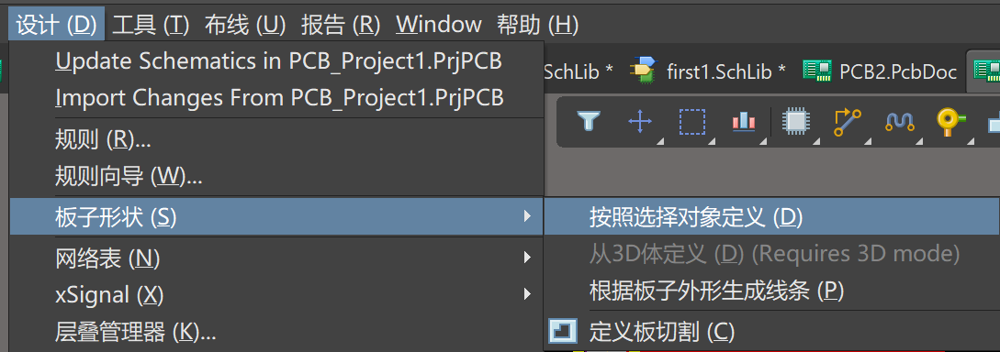 设计 (D) 工具 (T) 布线 (U) 报告 (R) Window 帮助 (H)
Update Schematics in PCB_Project1.PrjPCB
Import Changes From PCB_Project1.PrjPCB
SchLib * first1.SchLib * PCB2.PcbDoc
规则 (R)...
规则向导 (W)...
板子形状 (S)
网络表 (N)
xSignal (X)
层叠管理器 (K)...
按照选择对象定义 (D)
从3D体定义 (D) (Requires 3D mode)
根据板子外形生成线条 (P)
定义板切割 (C)